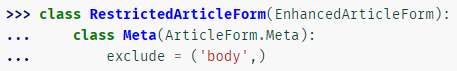 >>> class RestrictedArticleForm(EnhancedArticleForm):
...     class Meta(ArticleForm.Meta):
...         exclude = ('body',)